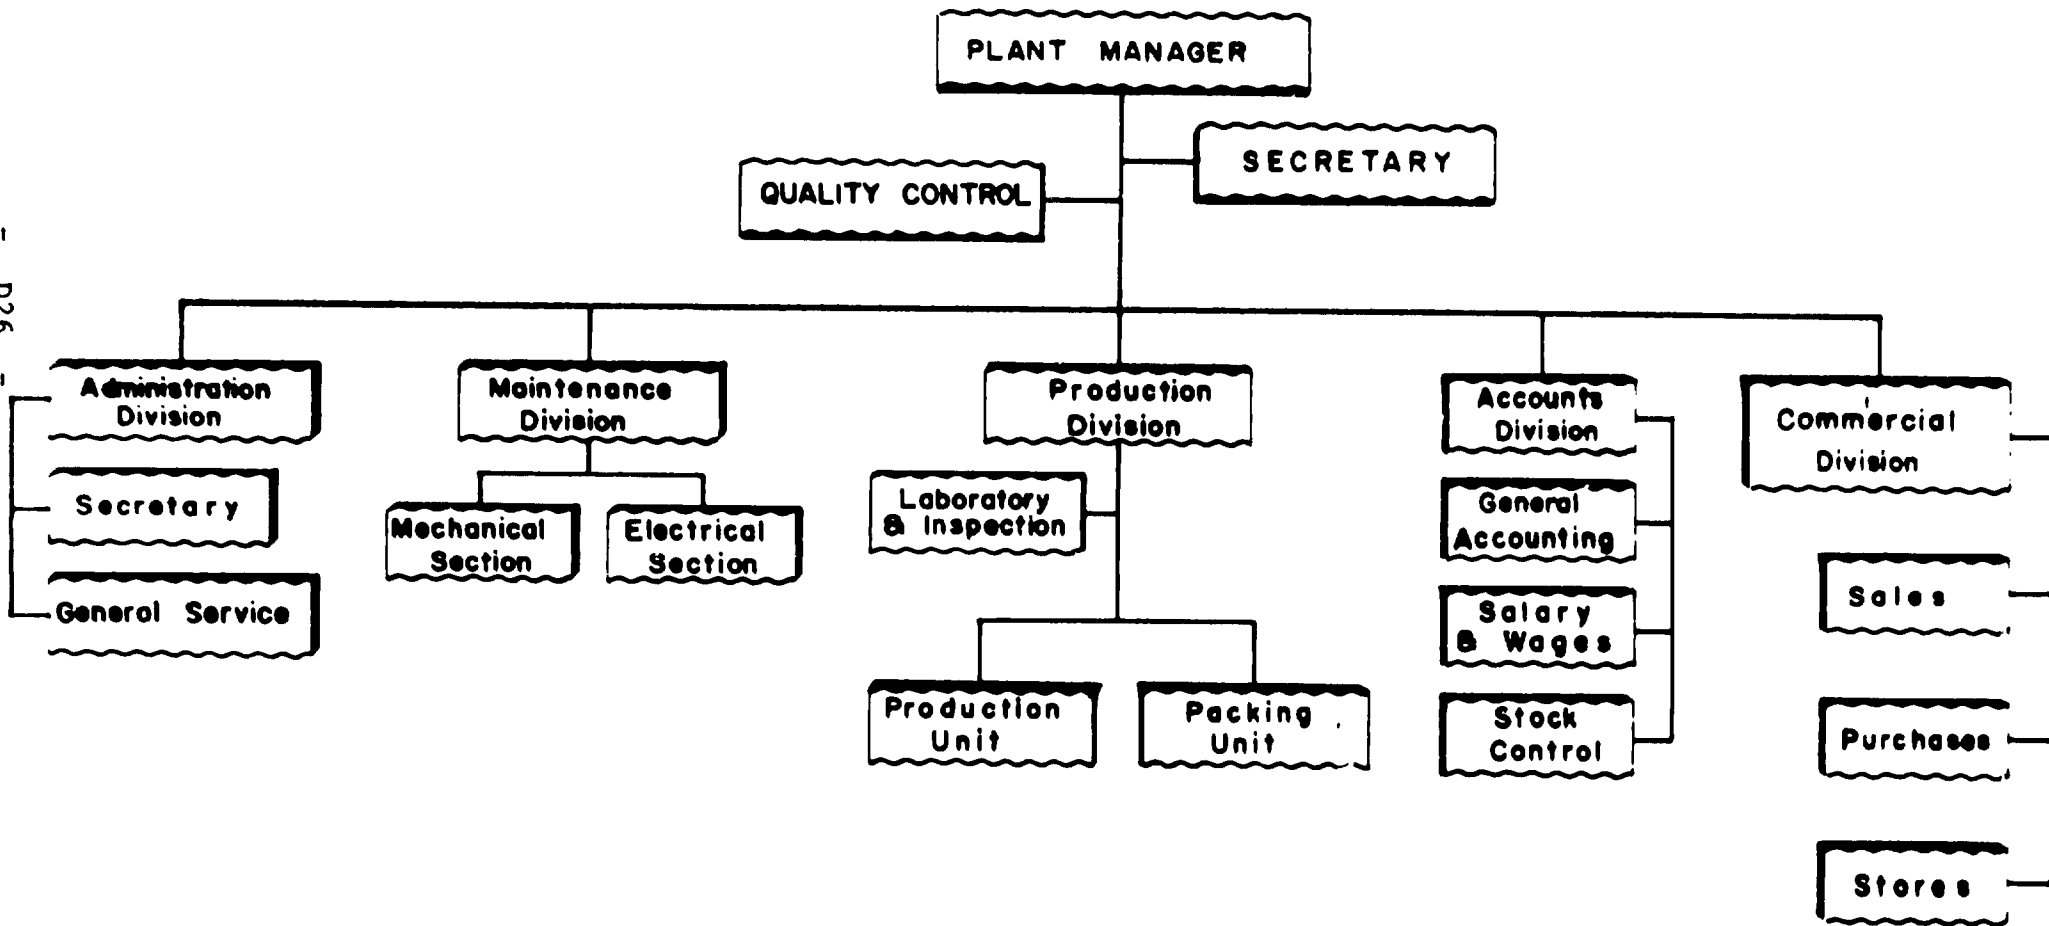 PLANT MANAGER
SECRETARY
QUALITY CONTROL
- D26 -
Administration
Division
Secretary
General Service
Maintenance
Division
Mechanical
Section
Electrical
Section
Production
Division
Laboratory
& Inspection
Production
Unit
Packing
Unit
Accounts
Division
General
Accounting
Salary
& Wages
Stock
Control
Commercial
Division
Sales
Purchases
Stores